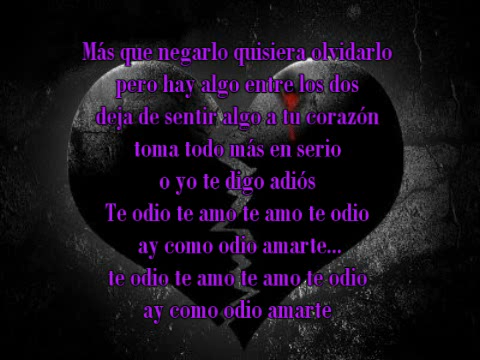 Más que negarlo quisiera olvidarlo
pero hay algo entre los dos
deja de sentir algo a tu corazón
toma todo más en serio
o yo te digo adiós
Te odio te amo te amo te odio
ay como odio amarte...
te odio te amo te amo te odio
ay como odio amarte